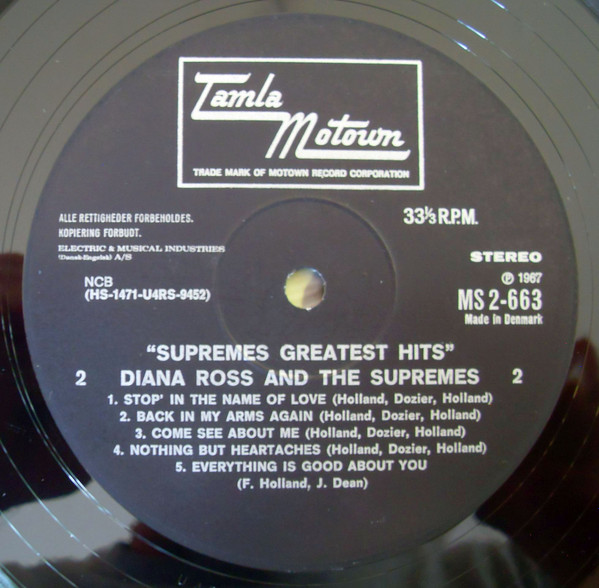 Tamla
Motown
TRADE MARK OF MOTOWN RECORD CORPORATION
ALLE RETTIGHEDER FORBEHOLDES.
KOPIERING FORBUDT.
ELECTRIC & MUSICAL INDUSTRIES
(Dansk-Engelsk) A/S
33⅓ R.P.M.
STEREO
℗ 1967
NCB
(HS-1471-U4RS-9452)
MS 2-663
Made in Denmark
"SUPREMES GREATEST HITS"
2 DIANA ROSS AND THE SUPREMES 2
1. STOP' IN THE NAME OF LOVE (Holland, Dozier, Holland)
2. BACK IN MY ARMS AGAIN (Holland, Dozier, Holland)
3. COME SEE ABOUT ME (Holland, Dozier, Holland)
4. NOTHING BUT HEARTACHES (Holland, Dozier, Holland)
5. EVERYTHING IS GOOD ABOUT YOU
(F. Holland, J. Dean)